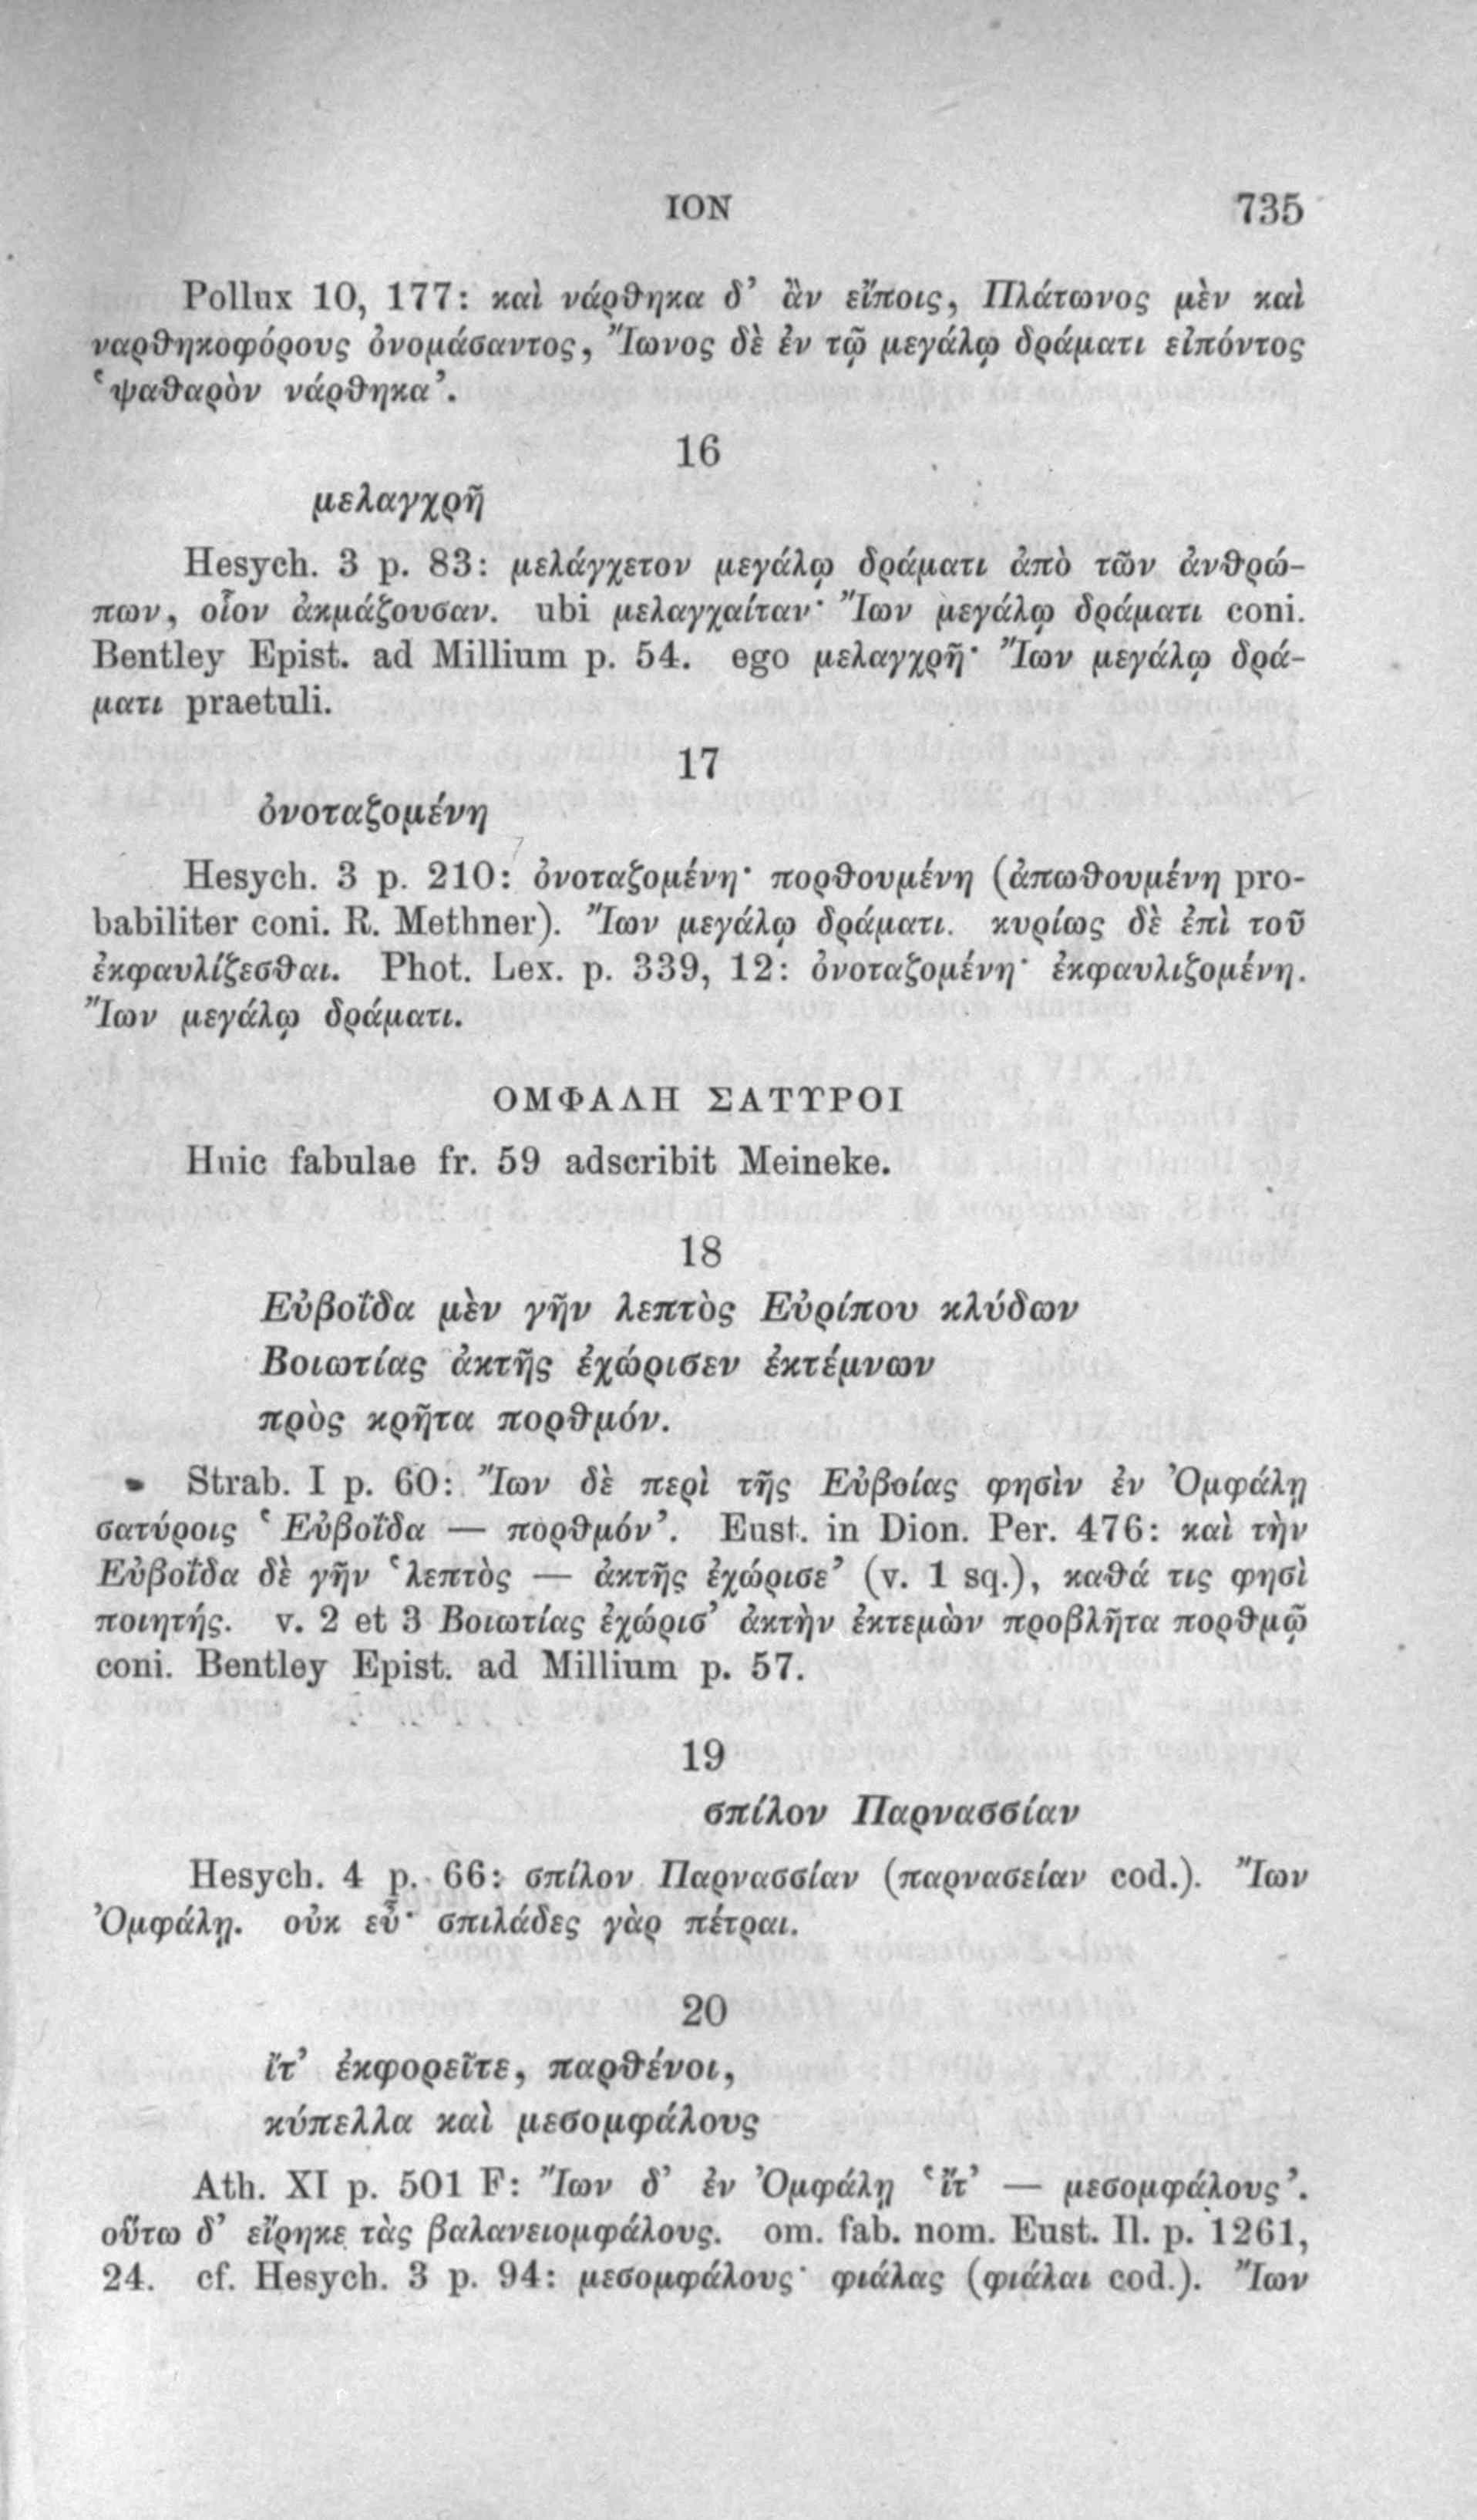 ΙΟΝ 735
Pollux 10, 177: καὶ νάρθηκα δ’ ἂν εἴποις, Πλάτωνος μὲν καὶ
ναρθηκοφόρους ὀνομάσαντος, Ἴωνος δὲ ἐν τῷ μεγάλῳ δράματι εἰπόντος
‘ψαθαρὸν νάρθηκα’.
16
μελαγχρῆ
Hesych. 3 p. 83: μελάγχετον μεγάλῳ δράματι ἀπὸ τῶν ἀνθρώ-
πων, οἷον ἀκμάζουσαν. ubi μελαγχαίταν· Ἴων μεγάλῳ δράματι coni.
Bentley Epist. ad Millium p. 54. ego μελαγχρῆ· Ἴων μεγάλῳ δρά-
ματι praetuli.
17
ὀνοταζομένη
Hesych. 3 p. 210: ὀνοταζομένη· πορθουμένη (ἀπωθουμένη pro-
babiliter coni. R. Methner). Ἴων μεγάλῳ δράματι. κυρίως δὲ ἐπὶ τοῦ
ἐκφαυλίζεσθαι. Phot. Lex. p. 339, 12: ὀνοταζομένη· ἐκφαυλιζομένη.
Ἴων μεγάλῳ δράματι.
ΟΜΦΑΛΗ ΣΑΤΥΡΟΙ
Huic fabulae fr. 59 adscribit Meineke.
18
Εὐβοΐδα μὲν γῆν λεπτὸς Εὐρίπου κλύδων
Βοιωτίας ἀκτῆς ἐχώρισεν ἐκτέμνων
πρὸς κρῆτα πορθμόν.
Strab. I p. 60: Ἴων δὲ περὶ τῆς Εὐβοίας φησὶν ἐν Ὀμφάλῃ
σατύροις ‘Εὐβοΐδα — πορθμόν’. Eust. in Dion. Per. 476: καὶ τὴν
Εὐβοΐδα δὲ γῆν ‘λεπτὸς — ἀκτῆς ἐχώρισε’ (v. 1 sq.), καθά τις φησὶ
ποιητής. v. 2 et 3 Βοιωτίας ἐχώρισ’ ἀκτὴν ἐκτεμὼν προβλῆτα πορθμῷ
coni. Bentley Epist. ad Millium p. 57.
19
σπίλον Παρνασσίαν
Hesych. 4 p. 66: σπίλον Παρνασσίαν (παρνασείαν cod.). Ἴων
Ὀμφάλῃ. οὐκ εὖ· σπιλάδες γὰρ πέτραι.
20
ἴτ’ ἐκφορεῖτε, παρθένοι,
κύπελλα καὶ μεσομφάλους
Ath. XI p. 501 F: Ἴων δ’ ἐν Ὀμφάλῃ ‘ἴτ’ — μεσομφάλους’.
οὕτω δ’ εἴρηκε τὰς βαλανειομφάλους. om. fab. nom. Eust. Il. p. 1261,
24. cf. Hesych. 3 p. 94: μεσομφάλους· φιάλας (φιάλαι cod.). Ἴων